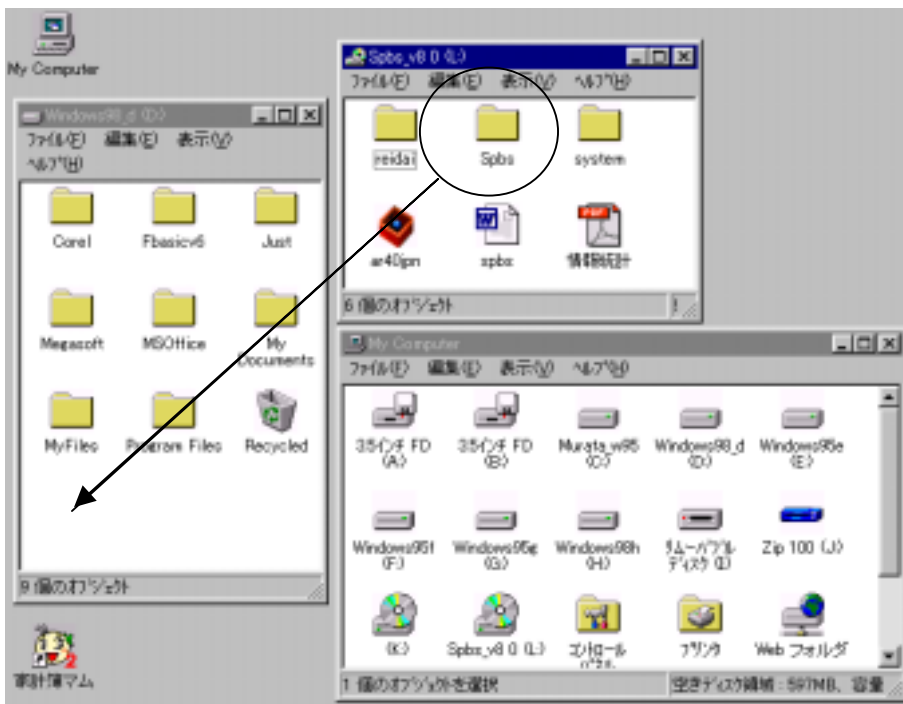 My Computer
Windows98_d (D:)
ファイル(F) 編集(E) 表示(V)
ヘルプ(H)
Corel Fbasicv6 Just
Megasoft MSOffice My Documents
MyFiles Program Files Recycled
9 個のオブジェクト
家計簿マム
Spbs_v8 0 (L:)
ファイル(F) 編集(E) 表示(V) ヘルプ(H)
reidai Spbs system
ar40jpn spbs 情報統計
6 個のオブジェクト
My Computer
ファイル(F) 編集(E) 表示(V) ヘルプ(H)
3.5インチ FD (A:) 3.5インチ FD (B:) Murata_w95 (C:) Windows98_d (D:) Windows95e (E:)
Windows95f (F:) Windows95g (G:) Windows98h (H:) リムーバブル ディスク (I:) Zip 100 (J:)
(K:) Spbs_v8 0 (L:) コントロール パネル プリンタ Web フォルダ
1 個のオブジェクトを選択 空きディスク領域 : 597MB、容量